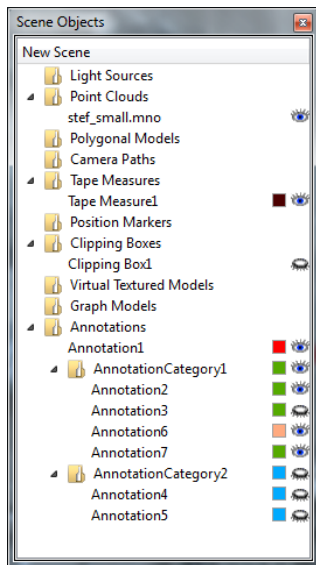 Scene Objects
New Scene
Light Sources
Point Clouds
stef_small.mno
Polygonal Models
Camera Paths
Tape Measures
Tape Measure1
Position Markers
Clipping Boxes
Clipping Box1
Virtual Textured Models
Graph Models
Annotations
Annotation1
AnnotationCategory1
Annotation2
Annotation3
Annotation6
Annotation7
AnnotationCategory2
Annotation4
Annotation5